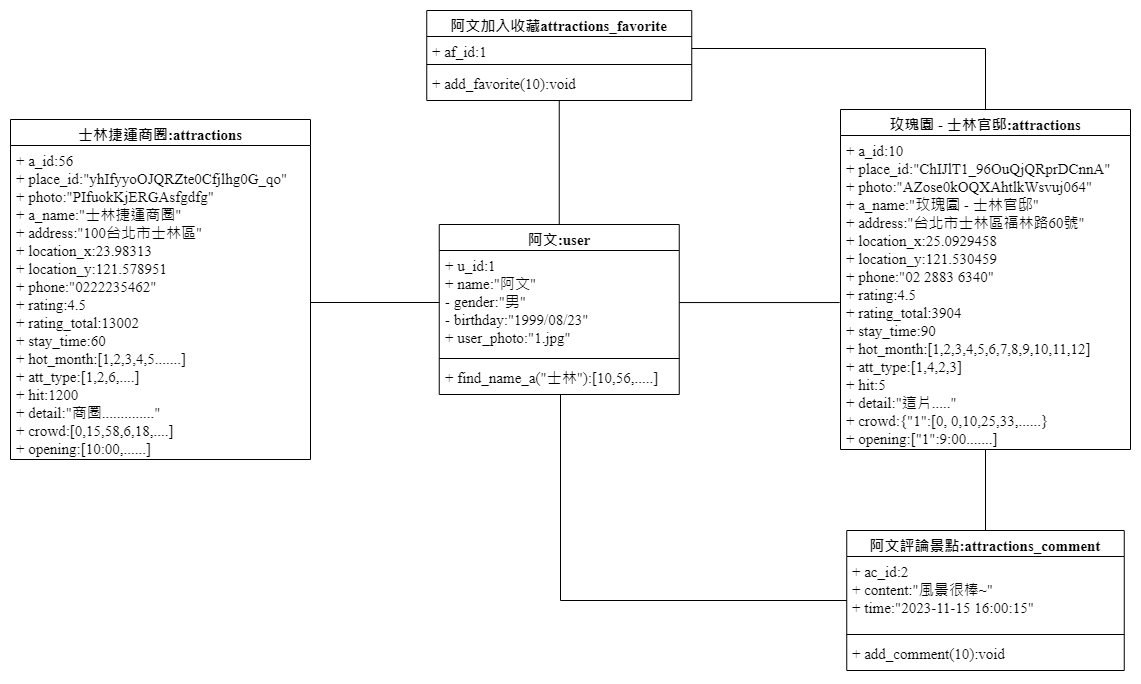 阿文加入收藏attractions_favorite
+ af_id:1
+ add_favorite(10):void
士林捷運商圈:attractions
+ a_id:56
+ place_id:"yhIfyyoOJQRZte0Cfjlhg0G_qo"
+ photo:"PIfuokKjERGAsfgdfg"
+ a_name:"士林捷運商圈"
+ address:"100台北市士林區"
+ location_x:23.98313
+ location_y:121.578951
+ phone:"0222235462"
+ rating:4.5
+ rating_total:13002
+ stay_time:60
+ hot_month:[1,2,3,4,5.......]
+ att_type:[1,2,6,....]
+ hit:1200
+ detail:"商圈.............."
+ crowd:[0,15,58,6,18,....]
+ opening:[10:00,......]
阿文:user
+ u_id:1
+ name:"阿文"
- gender:"男"
- birthday:"1999/08/23"
+ user_photo:"1.jpg"
+ find_name_a("士林"):[10,56,.....]
玫瑰園 - 士林官邸:attractions
+ a_id:10
+ place_id:"ChIJlT1_96OuQjQRprDCnnA"
+ photo:"AZose0kOQXAhtlkWsvuj064"
+ a_name:"玫瑰園 - 士林官邸"
+ address:"台北市士林區福林路60號"
+ location_x:25.0929458
+ location_y:121.530459
+ phone:"02 2883 6340"
+ rating:4.5
+ rating_total:3904
+ stay_time:90
+ hot_month:[1,2,3,4,5,6,7,8,9,10,11,12]
+ att_type:[1,4,2,3]
+ hit:5
+ detail:"這片....."
+ crowd:{"1":[0, 0,10,25,33,......}
+ opening:["1":9:00.......]
阿文評論景點:attractions_comment
+ ac_id:2
+ content:"風景很棒~"
+ time:"2023-11-15 16:00:15"
+ add_comment(10):void